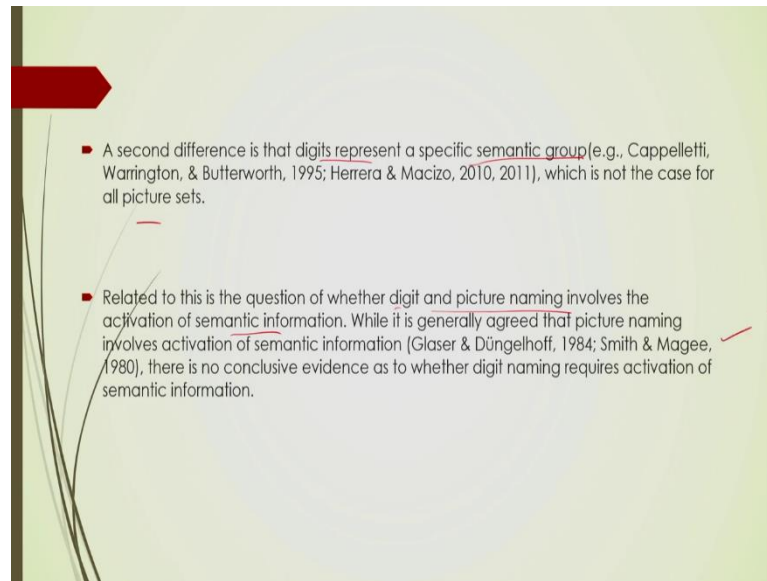 A second difference is that digits represent a specific semantic group(e.g., Cappelletti,
Warrington, & Butterworth, 1995; Herrera & Macizo, 2010, 2011), which is not the case for
all picture sets.
Related to this is the question of whether digit and picture naming involves the
activation of semantic information. While it is generally agreed that picture naming
involves activation of semantic information (Glaser & Düngelhoff, 1984; Smith & Magee,
1980), there is no conclusive evidence as to whether digit naming requires activation of
semantic information.